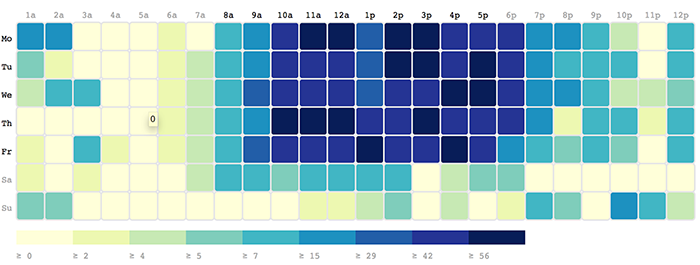 1a 2a 3a 4a 5a 6a 7a 8a 9a 10a 11a 12a 1p 2p 3p 4p 5p 6p 7p 8p 9p 10p 11p 12p
Mo
Tu
We
Th 0
Fr
Sa
Su
≥ 0 ≥ 2 ≥ 4 ≥ 5 ≥ 7 ≥ 15 ≥ 29 ≥ 42 ≥ 56